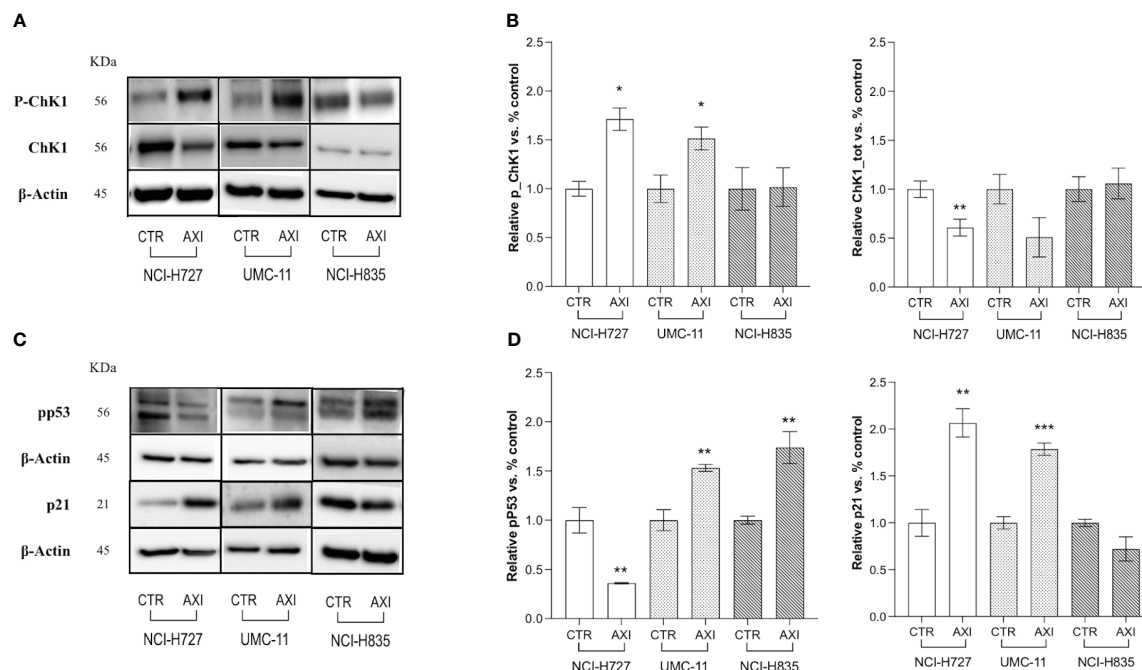 A
KDa
P-ChK1 56
ChK1 56
β-Actin 45
CTR AXI CTR AXI CTR AXI
NCI-H727 UMC-11 NCI-H835
B
Relative p_ChK1 vs. % control
2.5
2.0
1.5
1.0
0.5
0.0
* *
CTR AXI CTR AXI CTR AXI
NCI-H727 UMC-11 NCI-H835
Relative ChK1_tot vs. % control
2.5
2.0
1.5
1.0
0.5
0.0
**
CTR AXI CTR AXI CTR AXI
NCI-H727 UMC-11 NCI-H835
C
KDa
pp53 56
β-Actin 45
p21 21
β-Actin 45
CTR AXI CTR AXI CTR AXI
NCI-H727 UMC-11 NCI-H835
D
Relative pP53 vs. % control
2.5
2.0
1.5
1.0
0.5
0.0
** ** **
CTR AXI CTR AXI CTR AXI
NCI-H727 UMC-11 NCI-H835
Relative p21 vs. % control
2.5
2.0
1.5
1.0
0.5
0.0
** ***
CTR AXI CTR AXI CTR AXI
NCI-H727 UMC-11 NCI-H835